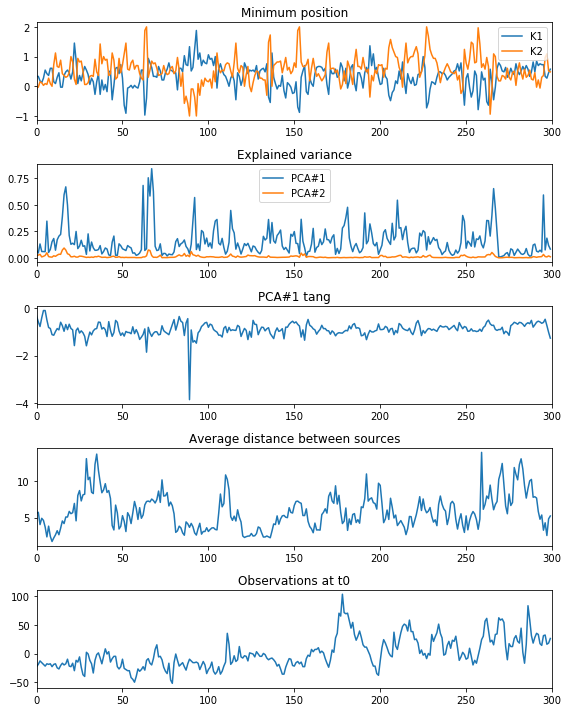 Minimum position
2
1
0
−1
K1
K2
0 50 100 150 200 250 300
Explained variance
0.75
0.50
0.25
0.00
PCA#1
PCA#2
0 50 100 150 200 250 300
PCA#1 tang
0
−2
−4
0 50 100 150 200 250 300
Average distance between sources
10
5
0 50 100 150 200 250 300
Observations at t0
100
50
0
−50
0 50 100 150 200 250 300